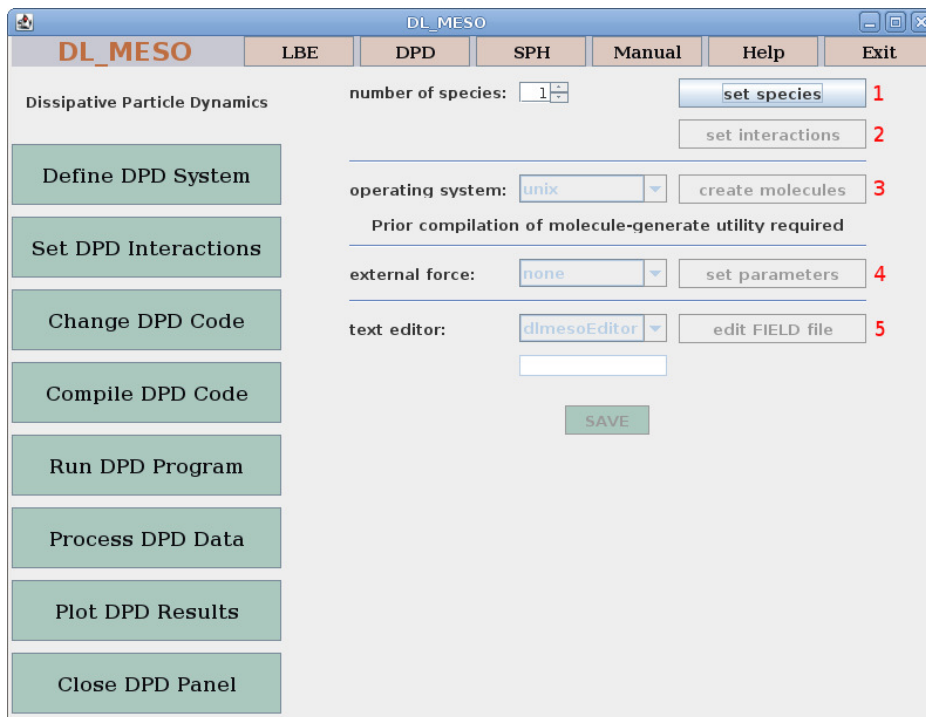 DL_MESO
DL_MESO LBE DPD SPH Manual Help Exit
Dissipative Particle Dynamics
number of species: 1 set species 1
set interactions 2
Define DPD System
operating system: unix create molecules 3
Prior compilation of molecule-generate utility required
Set DPD Interactions
external force: none set parameters 4
Change DPD Code
text editor: dlmesoEditor edit FIELD file 5
Compile DPD Code
SAVE
Run DPD Program
Process DPD Data
Plot DPD Results
Close DPD Panel